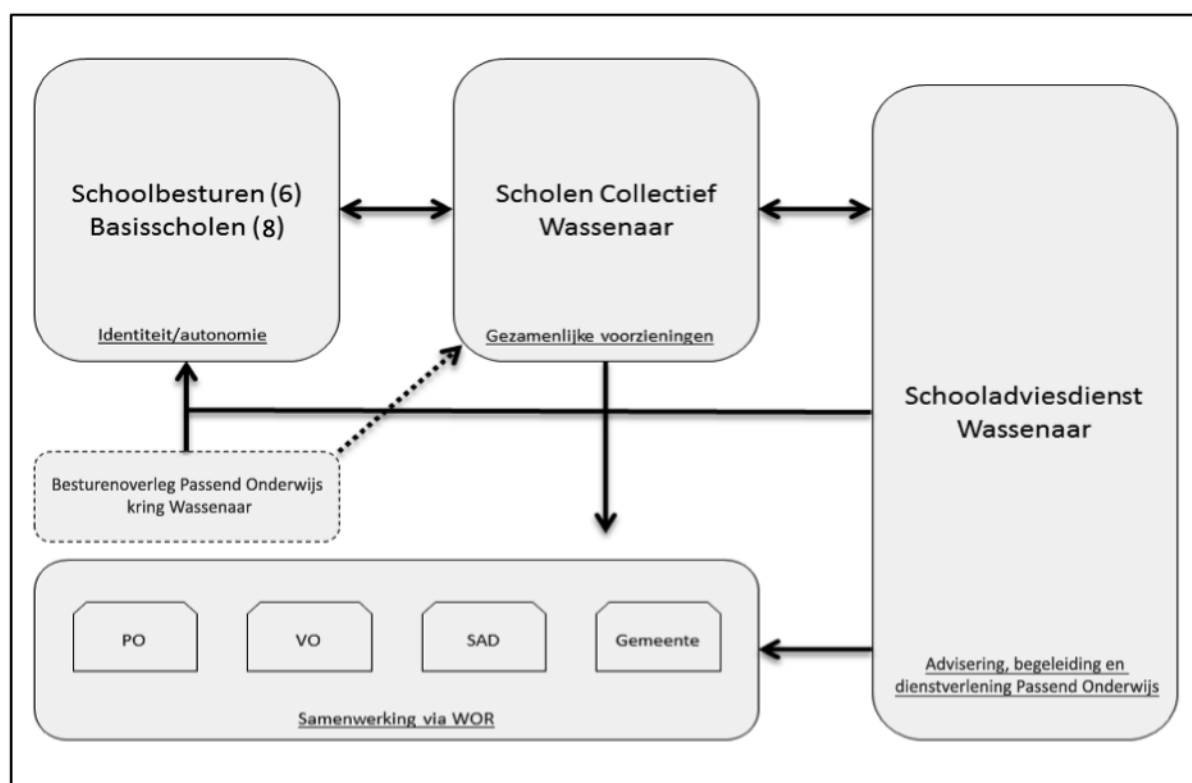 Schoolbesturen (6)
Basisscholen (8)
Identiteit/autonomie
Scholen Collectief
Wassenaar
Gezamenlijke voorzieningen
Schooladviesdienst
Wassenaar
Advisering, begeleiding en
dienstverlening Passend Onderwijs
Besturenoverleg Passend Onderwijs
kring Wassenaar
PO
VO
SAD
Gemeente
Samenwerking via WOR